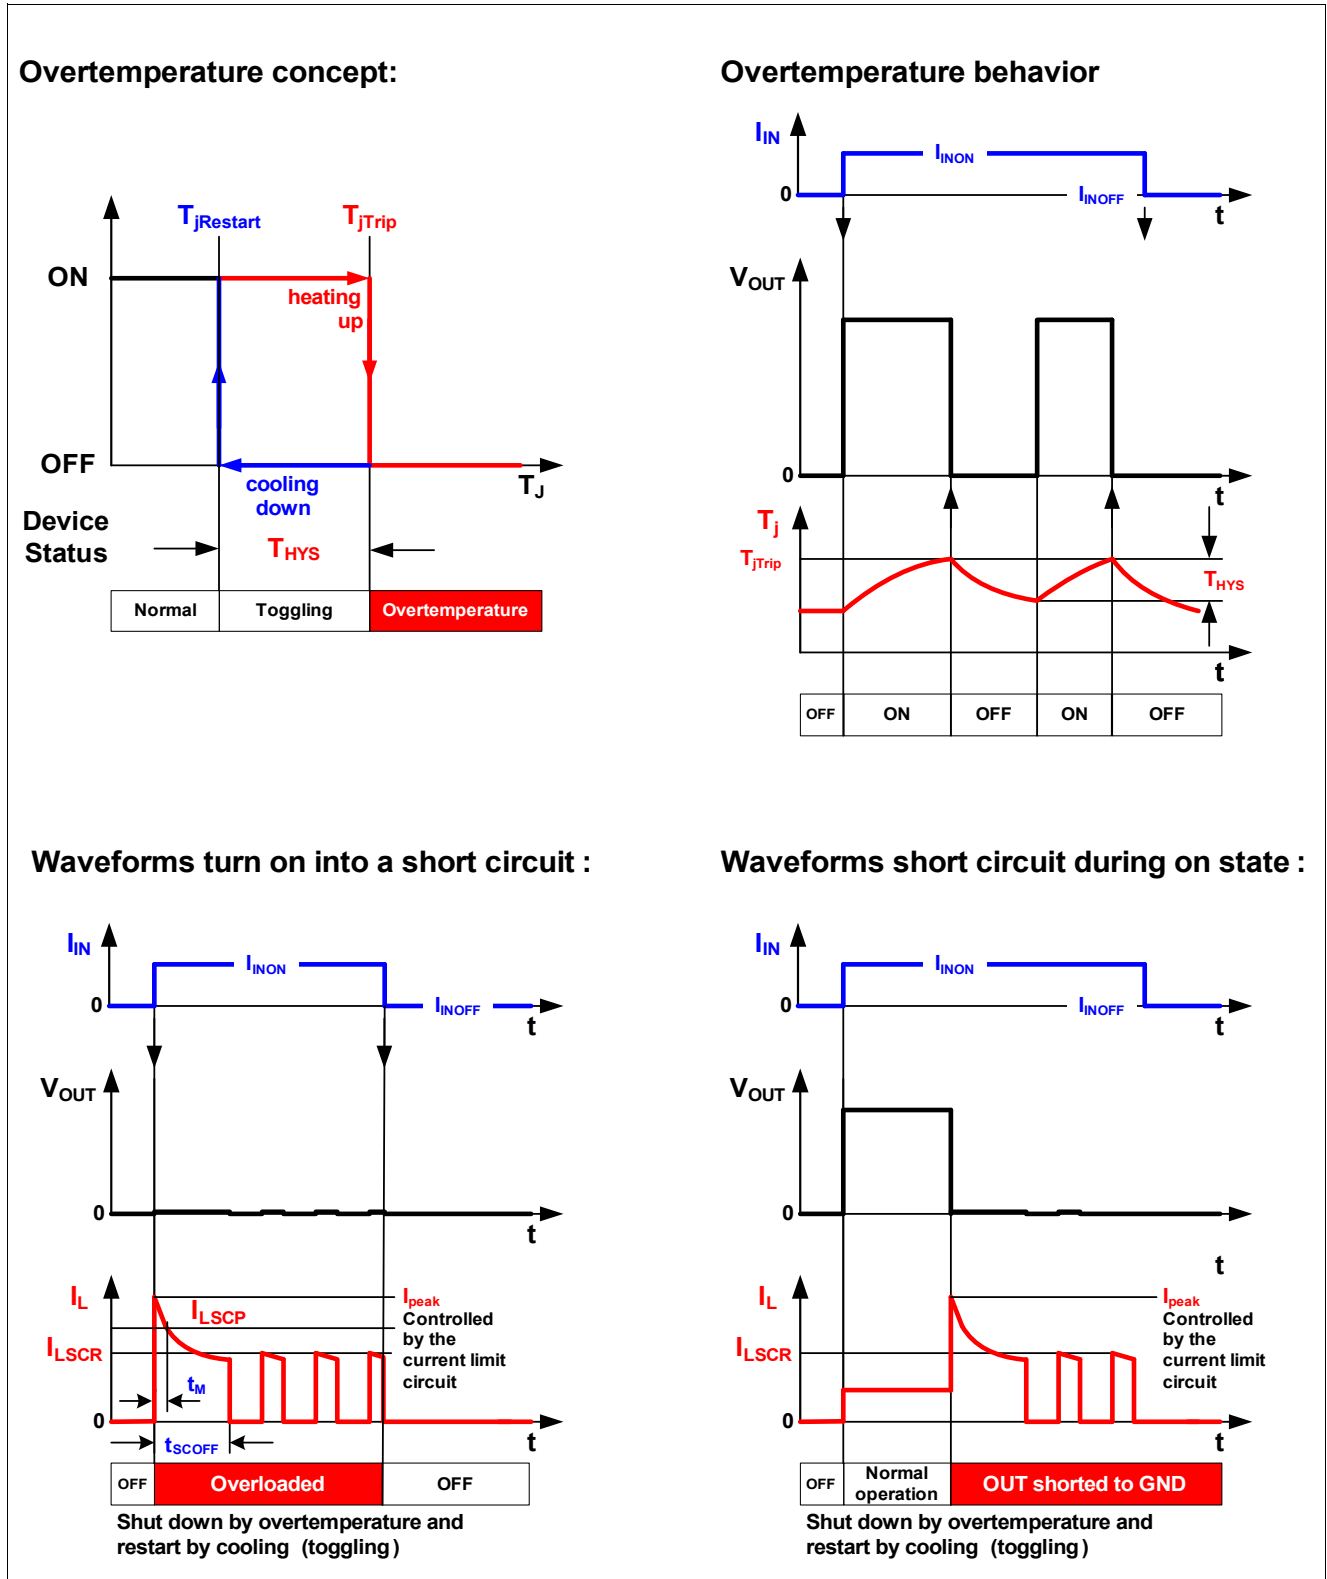 Overtemperature concept:
TjRestart
TjTrip
ON
heating
up
OFF
cooling
down
TJ
Device
Status
THYS
Normal
Toggling
Overtemperature
Overtemperature behavior
IIN
IINON
0
IINOFF
t
VOUT
0
t
Tj
TjTrip
THYS
t
OFF
ON
OFF
ON
OFF
Waveforms turn on into a short circuit :
IIN
IINON
0
IINOFF
t
VOUT
0
t
IL
Ipeak
ILSCP
Controlled
by the
current limit
circuit
ILSCR
tM
0
t
tSCOFF
OFF
Overloaded
OFF
Shut down by overtemperature and
restart by cooling (toggling)
Waveforms short circuit during on state :
IIN
IINON
0
IINOFF
t
VOUT
0
t
IL
Ipeak
Controlled
by the
current limit
circuit
ILSCR
0
t
OFF
Normal
operation
OUT shorted to GND
Shut down by overtemperature and
restart by cooling (toggling)